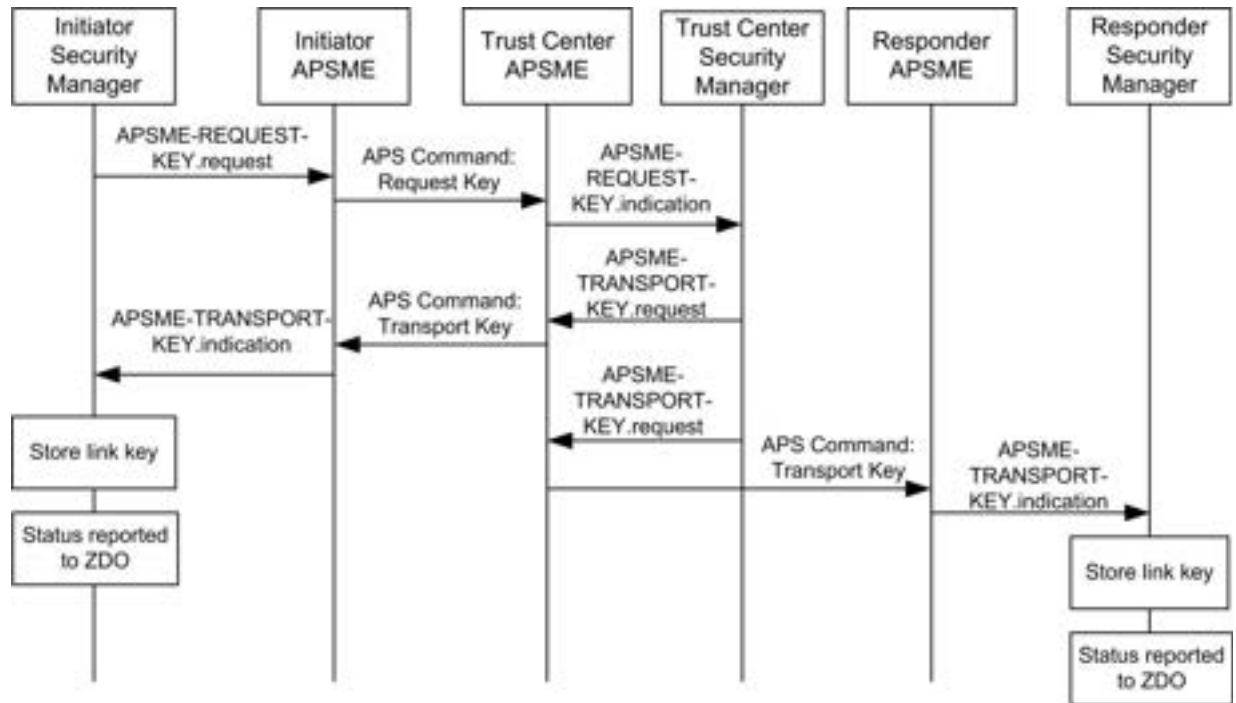 Initiator
Security
Manager
Initiator
APSME
Trust Center
APSME
Trust Center
Security
Manager
Responder
APSME
Responder
Security
Manager
APSME-REQUEST-
KEY.request
APS Command:
Request Key
APSME-
REQUEST-
KEY.indication
APSME-
TRANSPORT-
KEY.request
APS Command:
Transport Key
APSME-TRANSPORT-
KEY.indication
APSME-
TRANSPORT-
KEY.request
APS Command:
Transport Key
APSME-
TRANSPORT-
KEY.indication
Store link key
Status reported
to ZDO
Store link key
Status reported
to ZDO